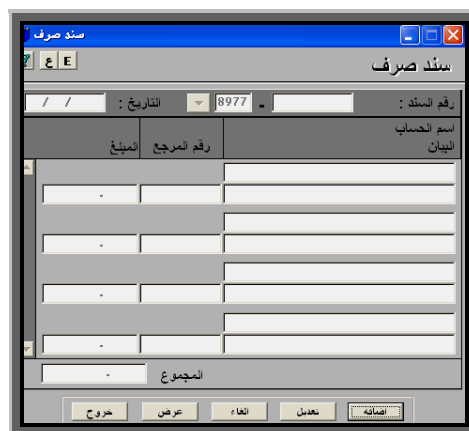 سند صرف
ع E
سند صرف
رقم السند : - 8977 التاريخ : / /
اسم الحساب
البيان رقم المرجع المبلغ
-
-
-
-
المجموع -
اضافة تعديل الغاء عرض خروج